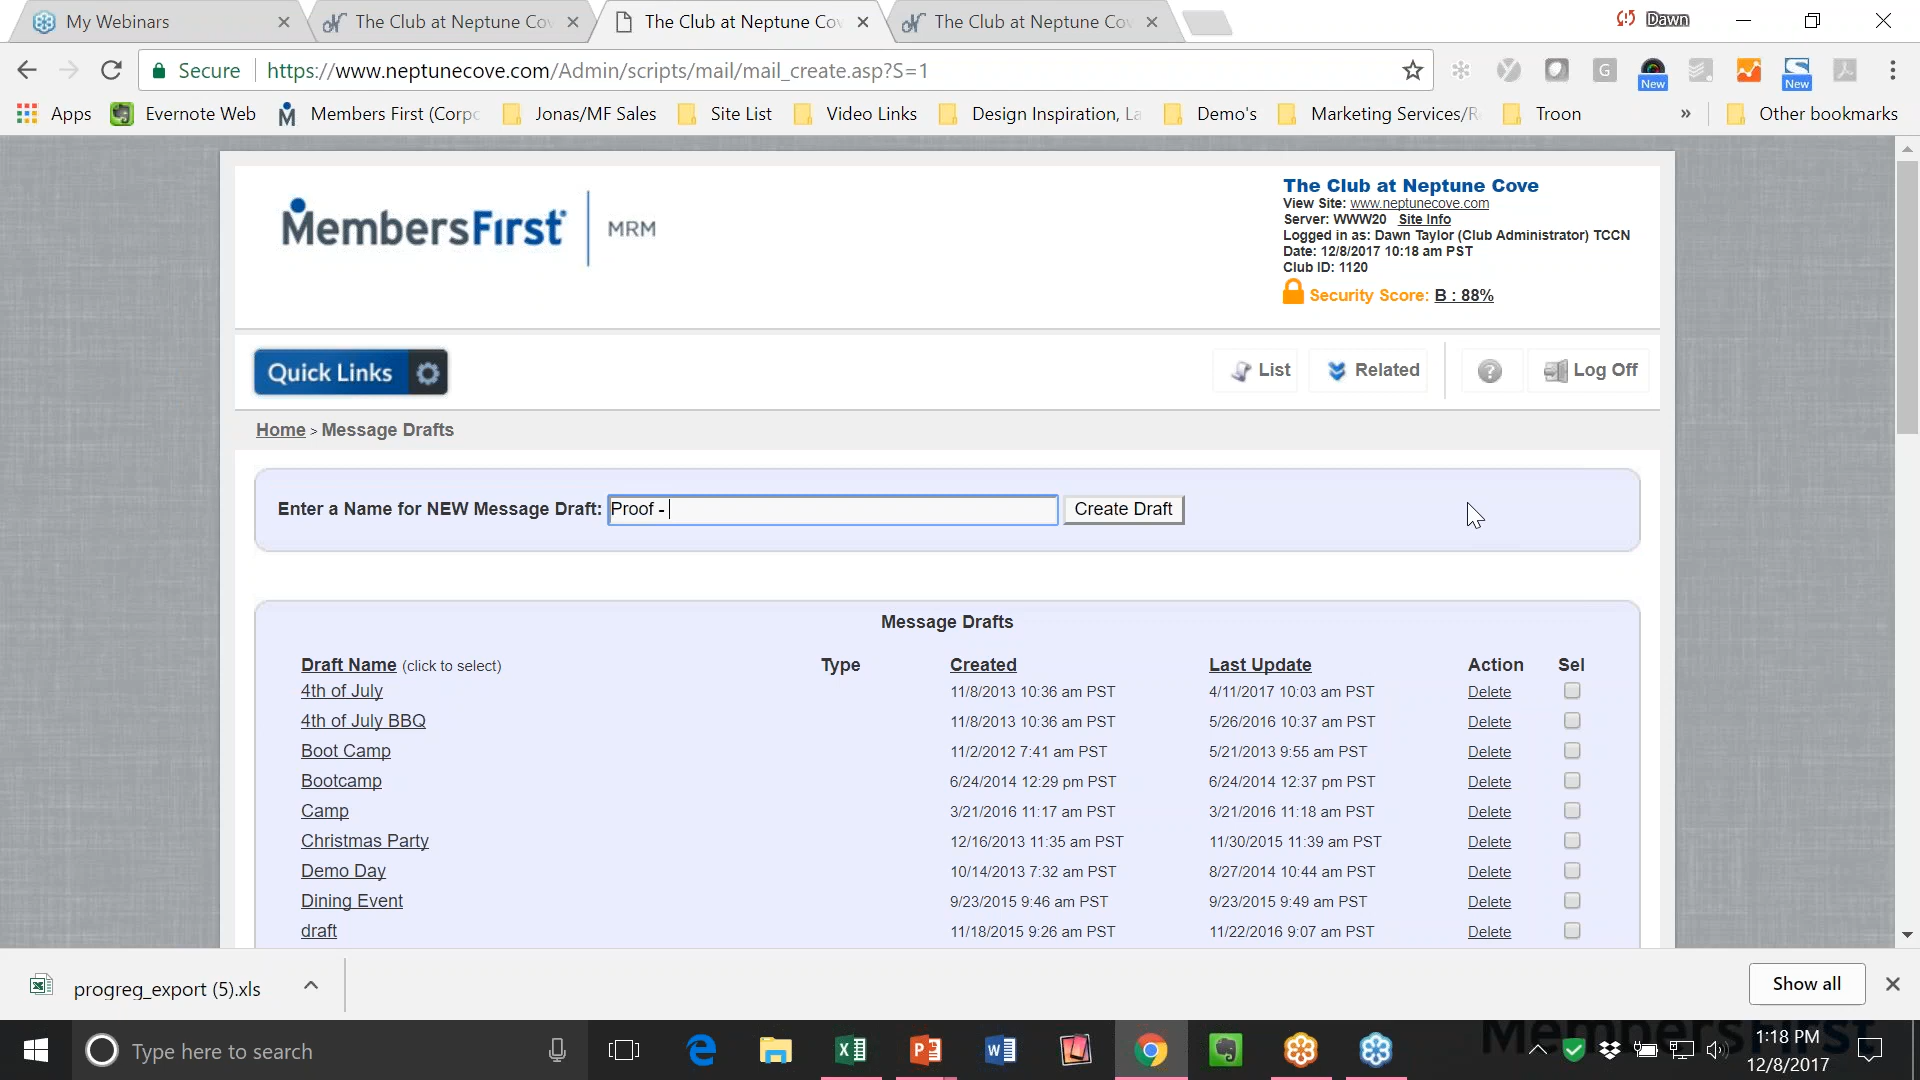 My Webinars
The Club at Neptune Co
The Club at Neptune Cov
The Club at Neptune Cov
Dawn
Secure
https://www.neptunecove.com/Admin/scripts/mail/mail_create.asp?S=1
G
New
New
Apps
Evernote Web
Members First (Corpo
Jonas/MF Sales
Site List
Video Links
Design Inspiration, La
Demo's
Marketing Services/R
Troon
»
Other bookmarks
MembersFirst
MRM
The Club at Neptune Cove
View Site: www.neptunecove.com
Server: WWW20 Site Info
Logged in as: Dawn Taylor (Club Administrator) TCCN
Date: 12/8/2017 10:18 am PST
Club ID: 1120
Security Score: B : 88%
Quick Links
List
Related
?
Log Off
Home > Message Drafts
Enter a Name for NEW Message Draft:
Proof -
Create Draft
Message Drafts
Draft Name (click to select) Type Created Last Update Action Sel
4th of July 11/8/2013 10:36 am PST 4/11/2017 10:03 am PST Delete
4th of July BBQ 11/8/2013 10:36 am PST 5/26/2016 10:37 am PST Delete
Boot Camp 11/2/2012 7:41 am PST 5/21/2013 9:55 am PST Delete
Bootcamp 6/24/2014 12:29 pm PST 6/24/2014 12:37 pm PST Delete
Camp 3/21/2016 11:17 am PST 3/21/2016 11:18 am PST Delete
Christmas Party 12/16/2013 11:35 am PST 11/30/2015 11:39 am PST Delete
Demo Day 10/14/2013 7:32 am PST 8/27/2014 10:44 am PST Delete
Dining Event 9/23/2015 9:46 am PST 9/23/2015 9:49 am PST Delete
draft 11/18/2015 9:26 am PST 11/22/2016 9:07 am PST Delete
progreg_export (5).xls
Show all
Type here to search
MembersFirst
1:18 PM
12/8/2017